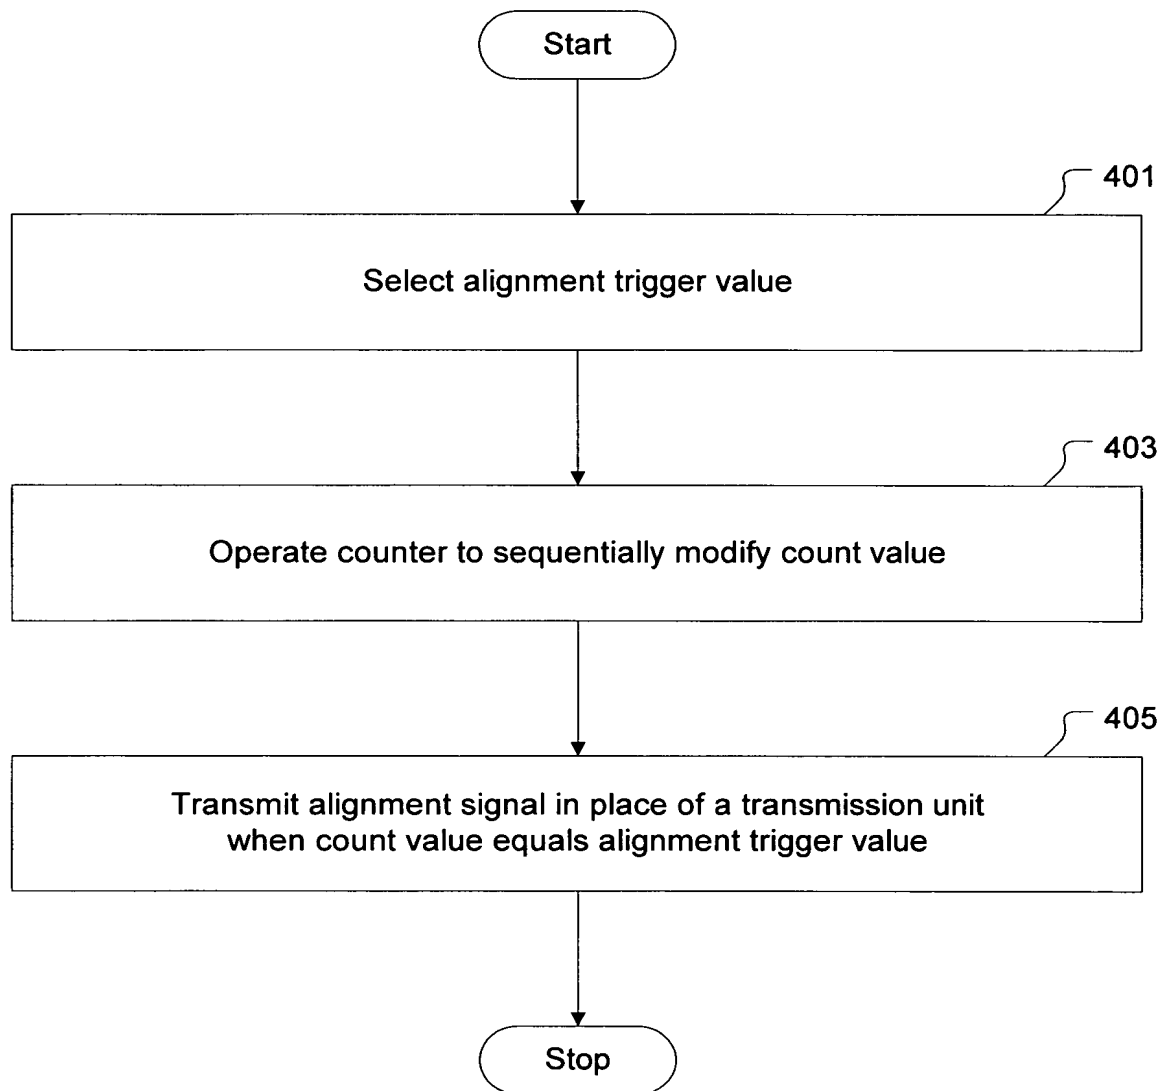 Start
401
Select alignment trigger value
403
Operate counter to sequentially modify count value
405
Transmit alignment signal in place of a transmission unit
when count value equals alignment trigger value
Stop